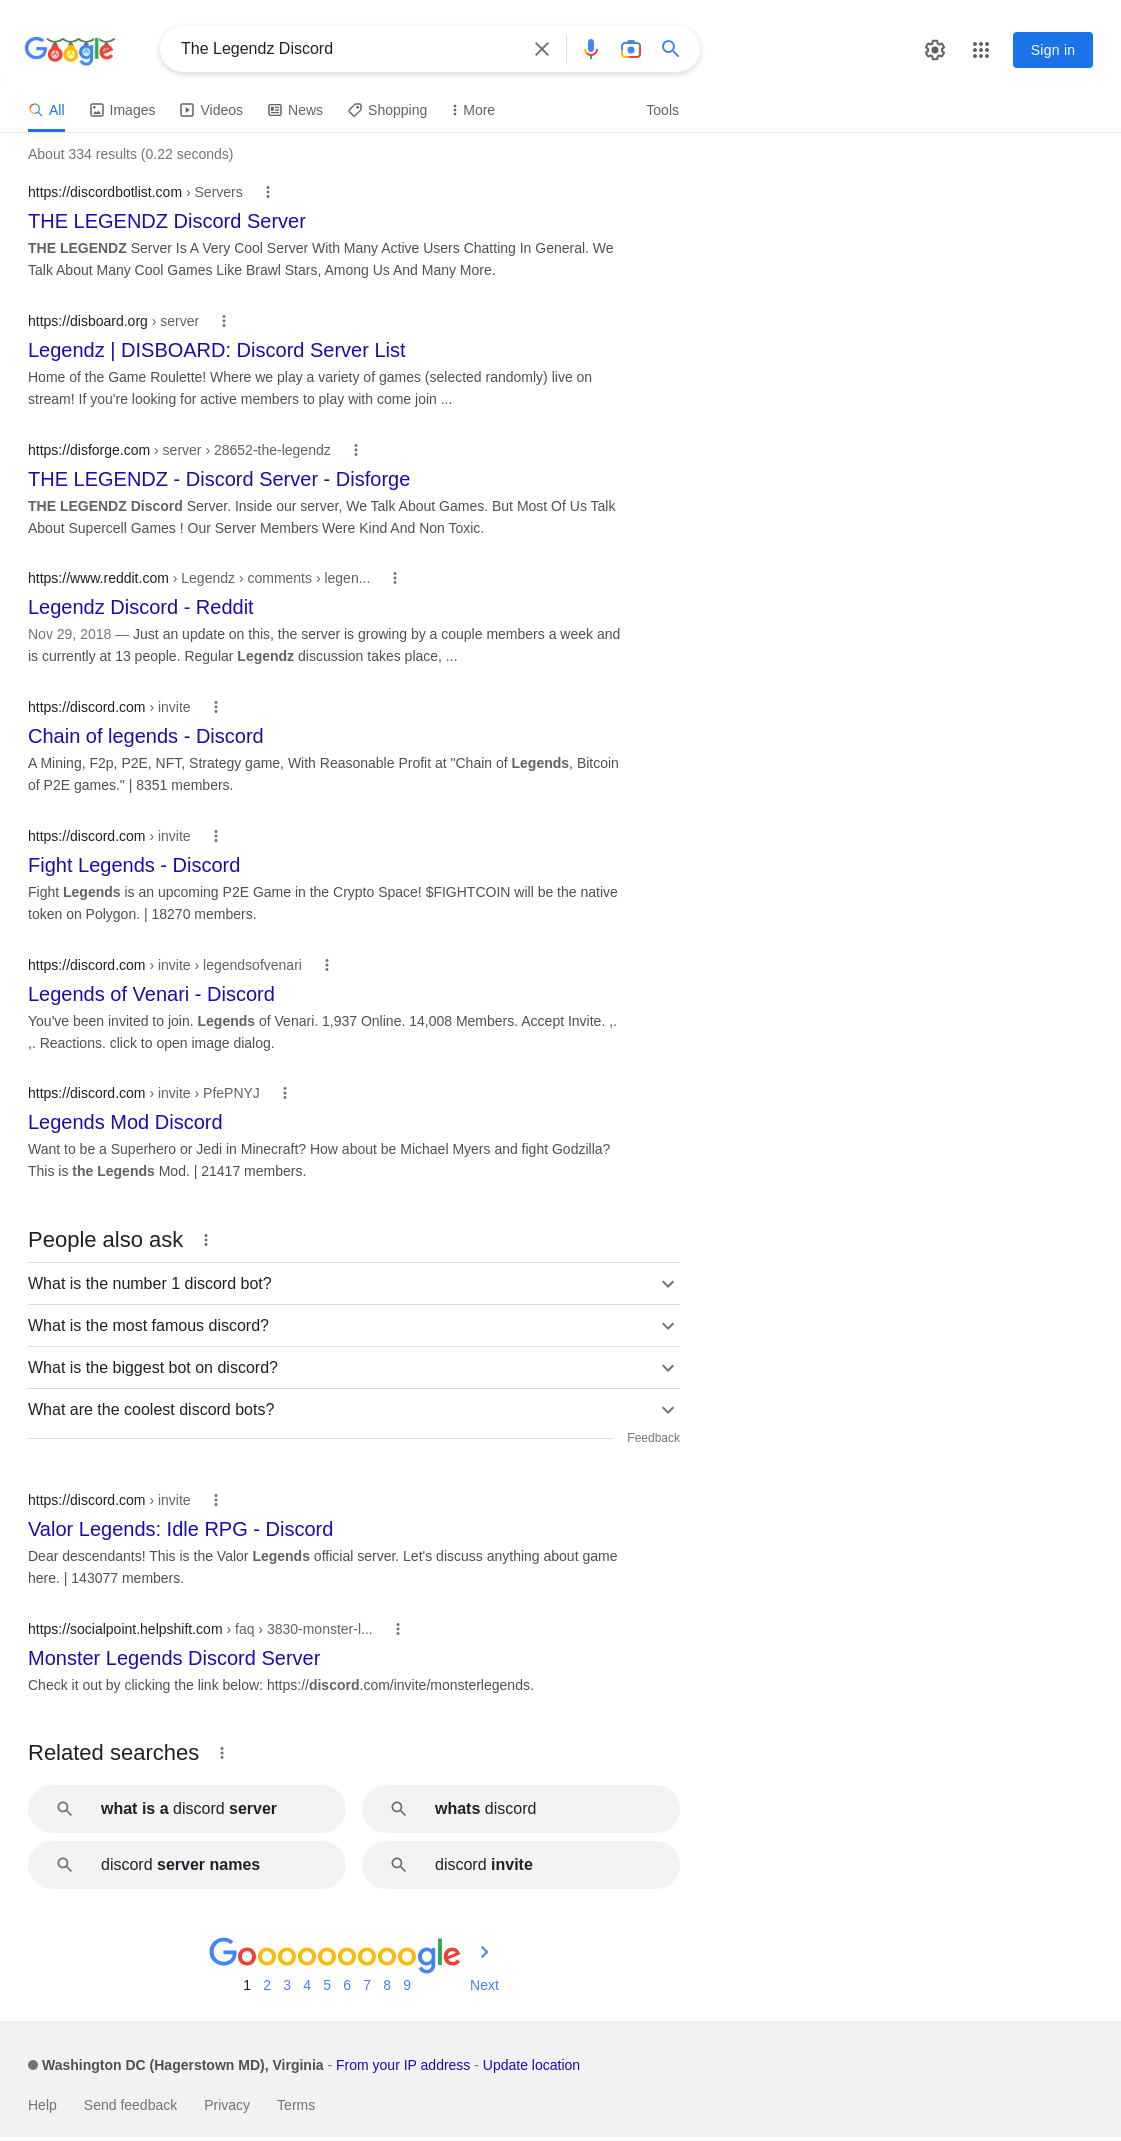 Google
The Legendz Discord
Sign in
All Images Videos News Shopping More Tools
About 334 results (0.22 seconds)
https://discordbotlist.com › Servers
THE LEGENDZ Discord Server
THE LEGENDZ Server Is A Very Cool Server With Many Active Users Chatting In General. We
Talk About Many Cool Games Like Brawl Stars, Among Us And Many More.
https://disboard.org › server
Legendz | DISBOARD: Discord Server List
Home of the Game Roulette! Where we play a variety of games (selected randomly) live on
stream! If you're looking for active members to play with come join ...
https://disforge.com › server › 28652-the-legendz
THE LEGENDZ - Discord Server - Disforge
THE LEGENDZ Discord Server. Inside our server, We Talk About Games. But Most Of Us Talk
About Supercell Games ! Our Server Members Were Kind And Non Toxic.
https://www.reddit.com › Legendz › comments › legen...
Legendz Discord - Reddit
Nov 29, 2018 — Just an update on this, the server is growing by a couple members a week and
is currently at 13 people. Regular Legendz discussion takes place, ...
https://discord.com › invite
Chain of legends - Discord
A Mining, F2p, P2E, NFT, Strategy game, With Reasonable Profit at "Chain of Legends, Bitcoin
of P2E games." | 8351 members.
https://discord.com › invite
Fight Legends - Discord
Fight Legends is an upcoming P2E Game in the Crypto Space! $FIGHTCOIN will be the native
token on Polygon. | 18270 members.
https://discord.com › invite › legendsofvenari
Legends of Venari - Discord
You've been invited to join. Legends of Venari. 1,937 Online. 14,008 Members. Accept Invite. ,.
,. Reactions. click to open image dialog.
https://discord.com › invite › PfePNYJ
Legends Mod Discord
Want to be a Superhero or Jedi in Minecraft? How about be Michael Myers and fight Godzilla?
This is the Legends Mod. | 21417 members.
People also ask
What is the number 1 discord bot?
What is the most famous discord?
What is the biggest bot on discord?
What are the coolest discord bots?
Feedback
https://discord.com › invite
Valor Legends: Idle RPG - Discord
Dear descendants! This is the Valor Legends official server. Let's discuss anything about game
here. | 143077 members.
https://socialpoint.helpshift.com › faq › 3830-monster-l...
Monster Legends Discord Server
Check it out by clicking the link below: https://discord.com/invite/monsterlegends.
Related searches
what is a discord server
whats discord
discord server names
discord invite
Gooooooooogle
1 2 3 4 5 6 7 8 9 Next
Washington DC (Hagerstown MD), Virginia - From your IP address - Update location
Help Send feedback Privacy Terms